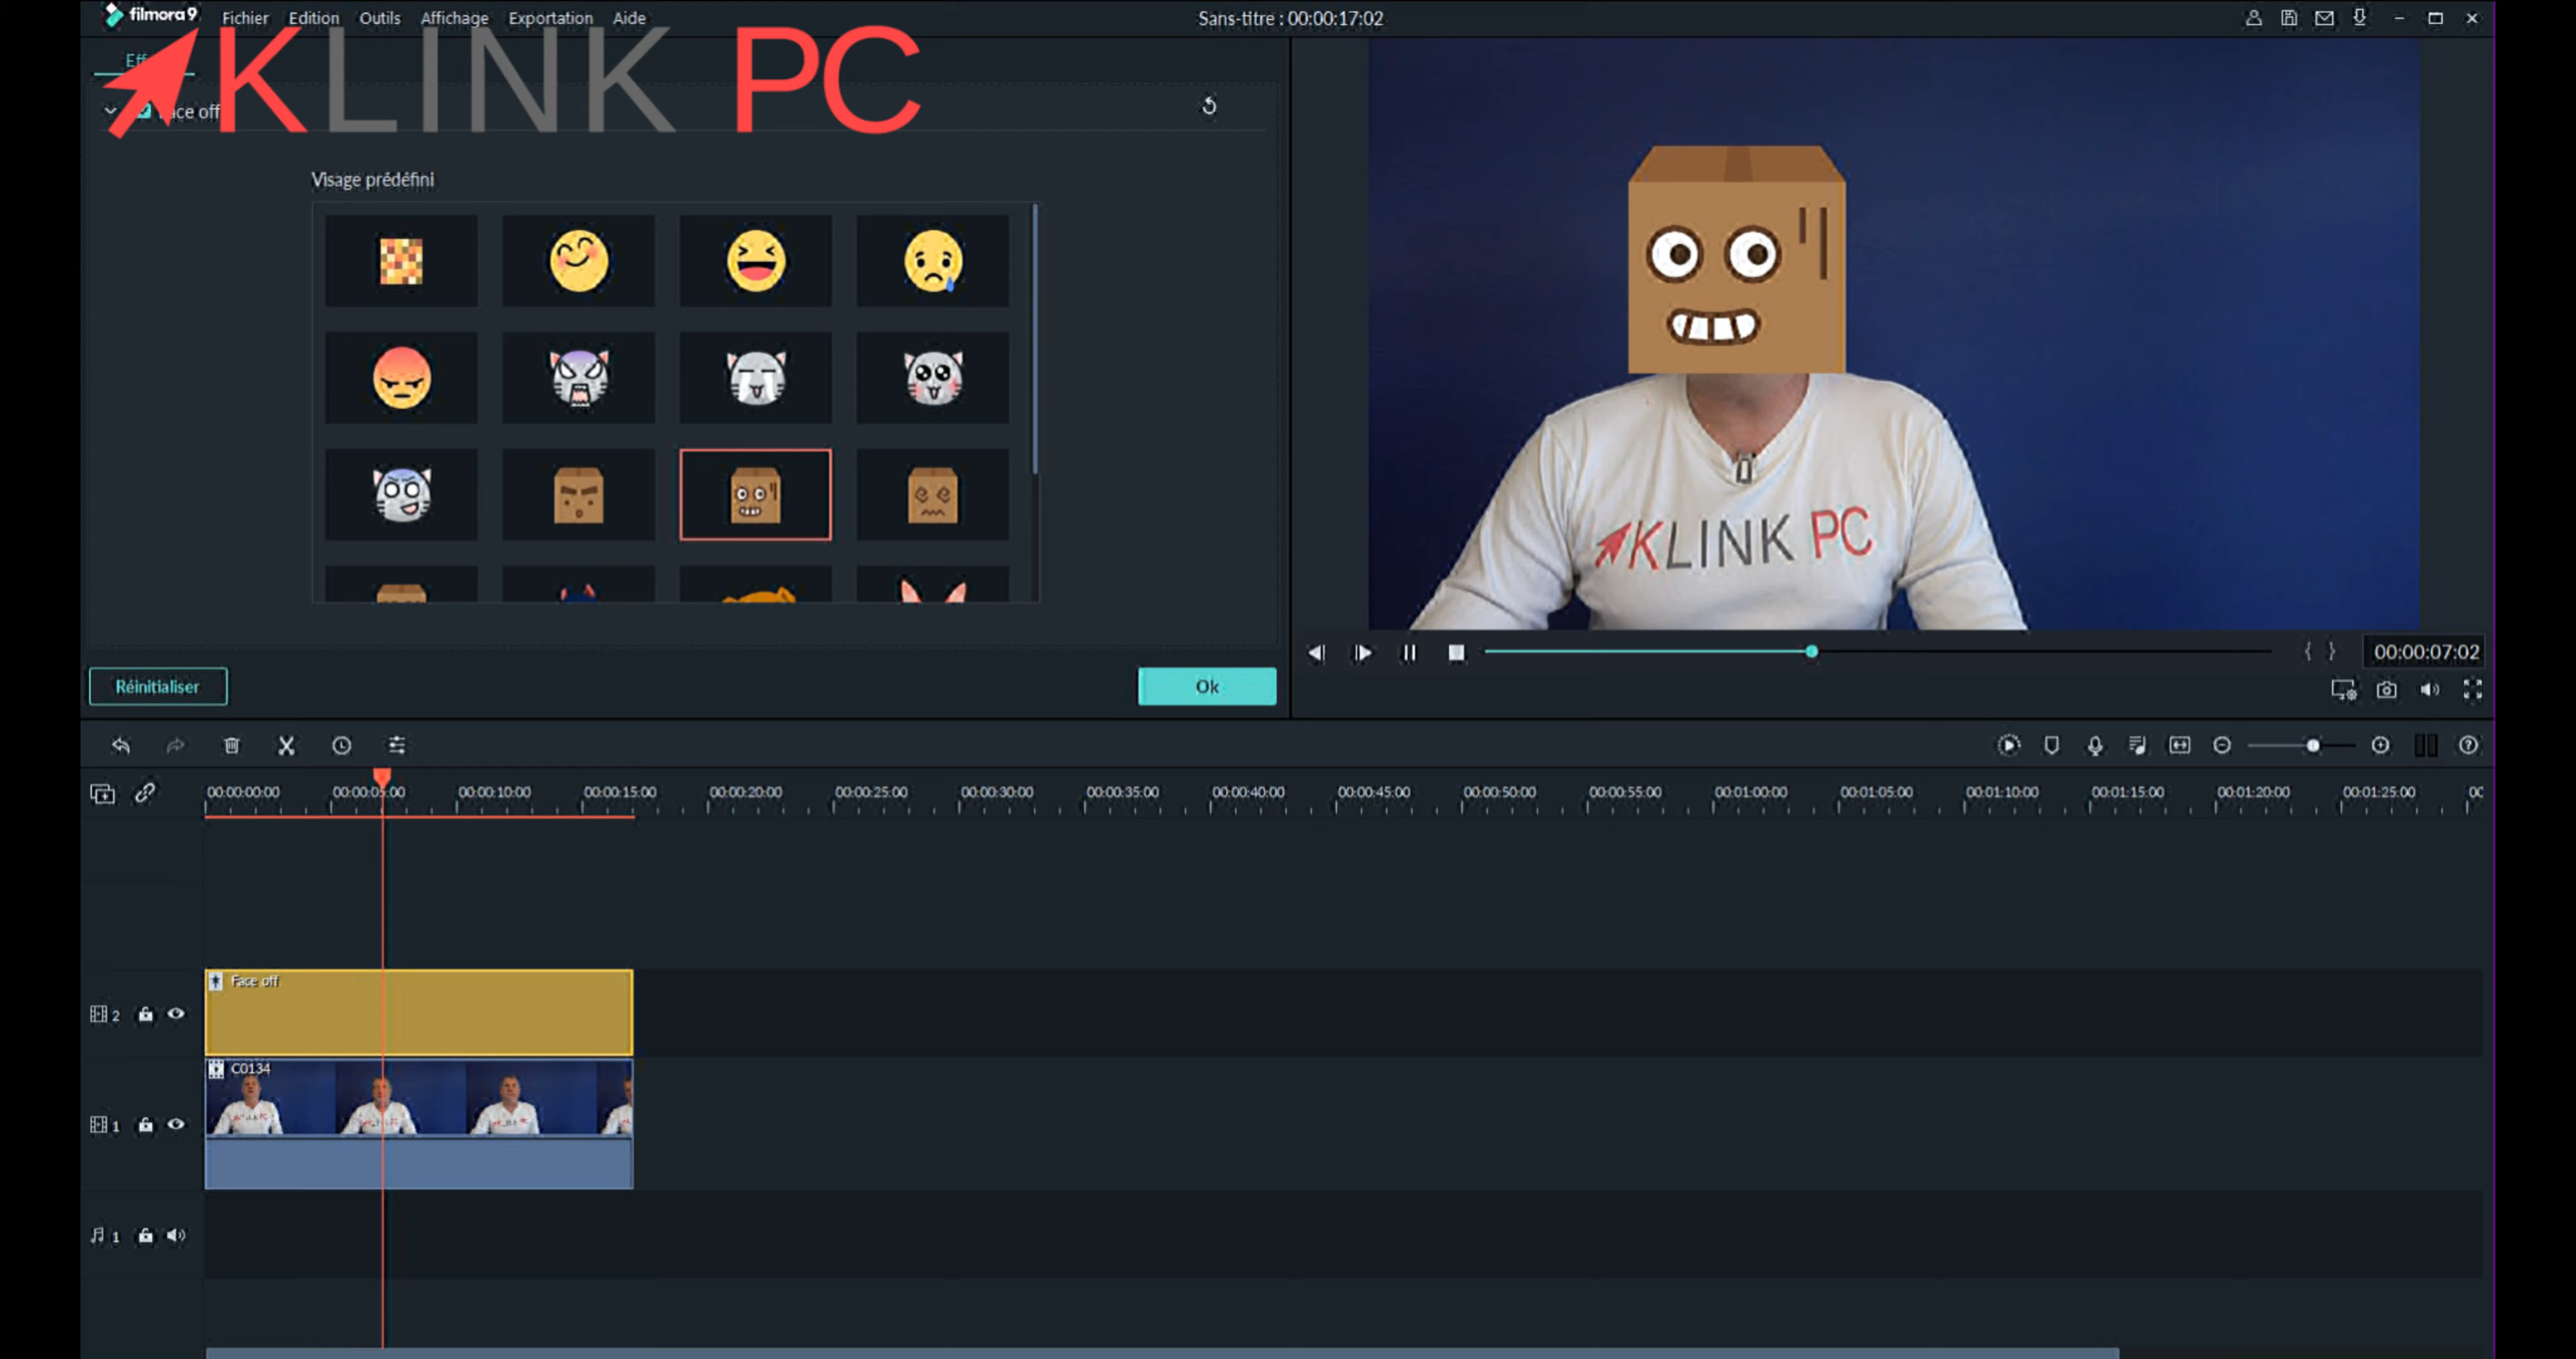 filmora9 Fichier Edition Outils Affichage Exportation Aide
Sans-titre : 00:00:17:02
KLINK PC
Face off
Visage prédéfini
KLINK PC
00:00:07:02
Réinitialiser
Ok
00:00:00:00 00:00:05:00 00:00:10:00 00:00:15:00 00:00:20:00 00:00:25:00 00:00:30:00 00:00:35:00 00:00:40:00 00:00:45:00 00:00:50:00 00:00:55:00 00:01:00:00 00:01:05:00 00:01:10:00 00:01:15:00 00:01:20:00 00:01:25:00
Face off
2
C0134
1
1